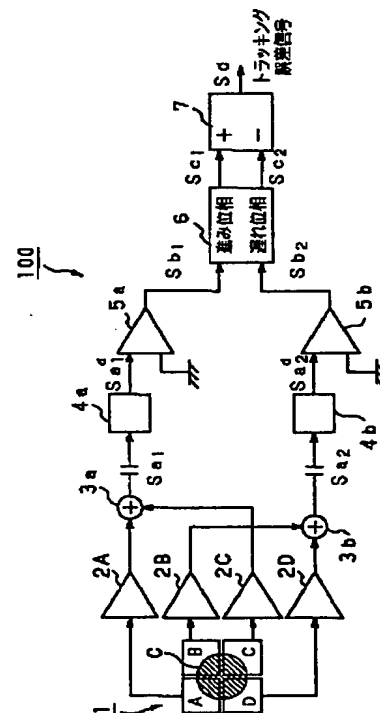 100
1
A
B
C
D
C
2A
2B
2C
2D
3a
3b
Sa1
Sa2
4a
4b
Sa1d
Sa2d
5a
5b
Sb1
Sb2
6
進み位相
遅れ位相
Sc1
Sc2
7
+
−
Sd
トラッキング
誤差信号